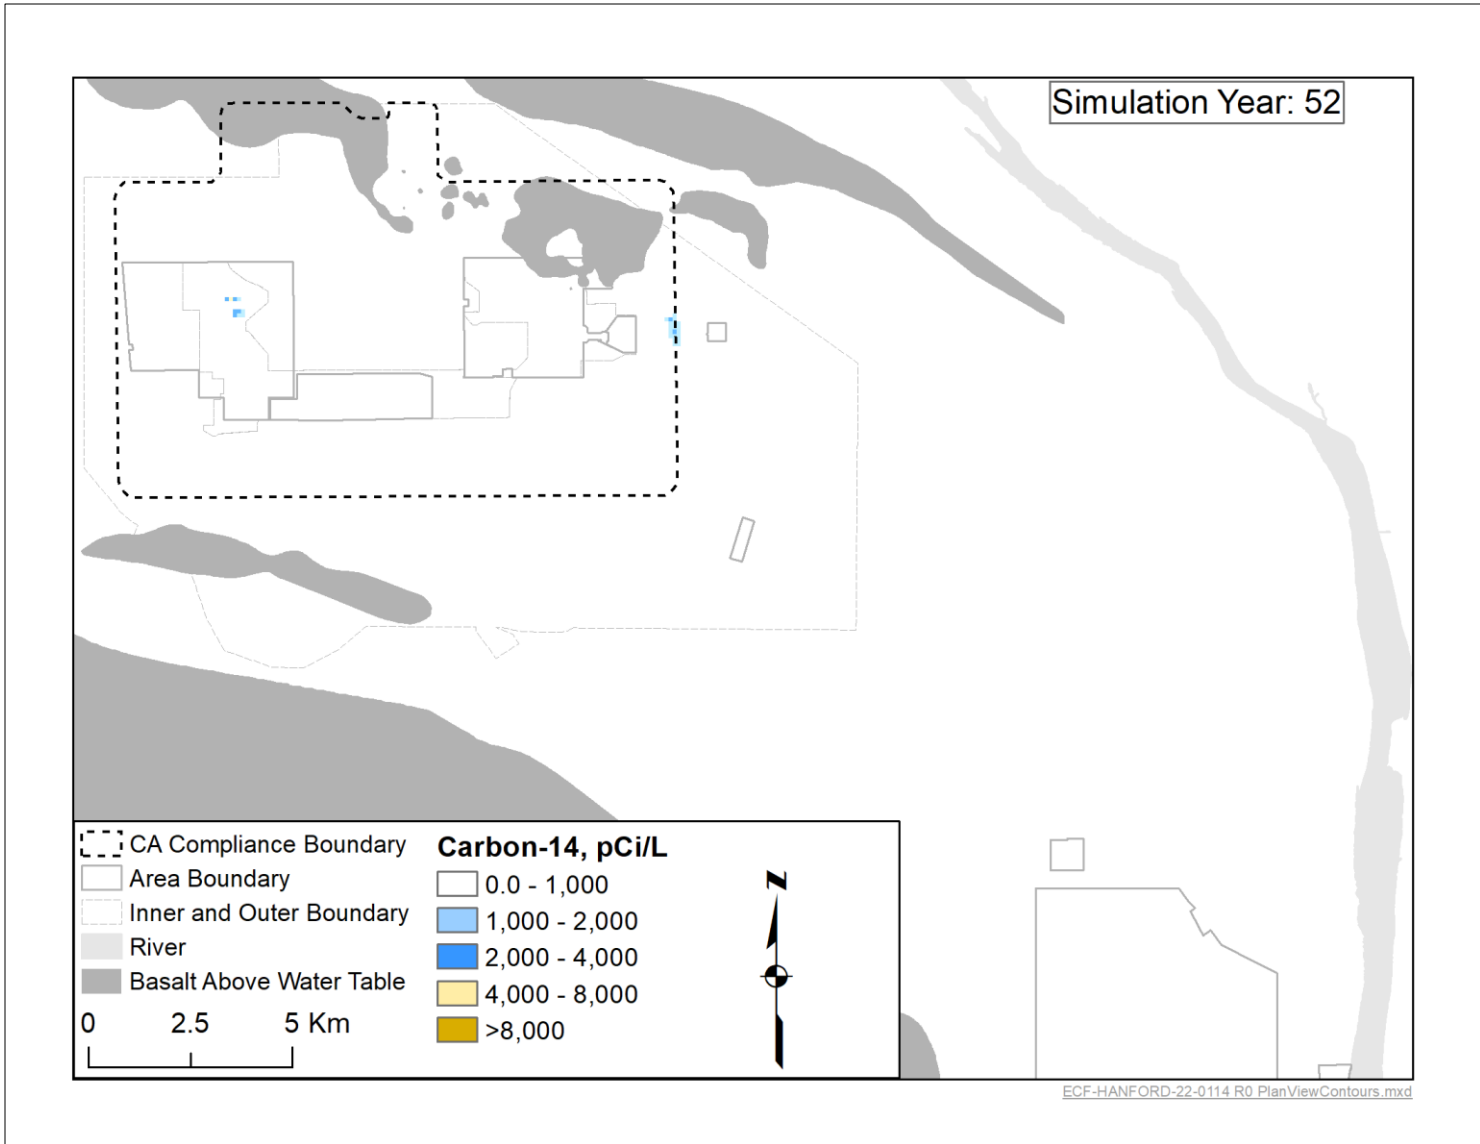 Simulation Year: 52
CA Compliance Boundary
Area Boundary
Inner and Outer Boundary
River
Basalt Above Water Table
0 2.5 5 Km
Carbon-14, pCi/L
0.0 - 1,000
1,000 - 2,000
2,000 - 4,000
4,000 - 8,000
>8,000
N
ECF-HANFORD-22-0114 R0 PlanViewContours.mxd